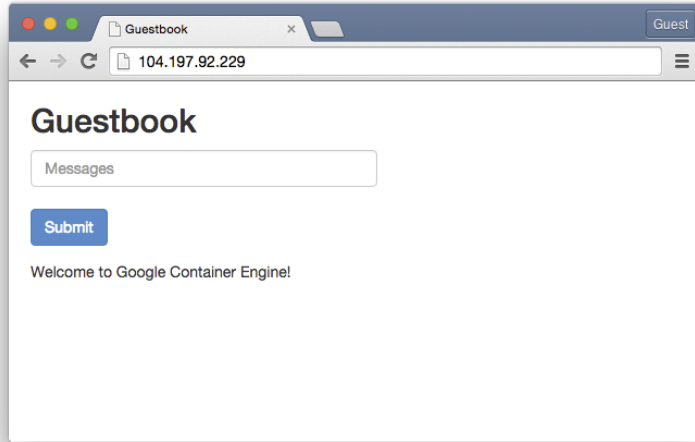 Guestbook
Guest
104.197.92.229
Guestbook
Messages
Submit
Welcome to Google Container Engine!